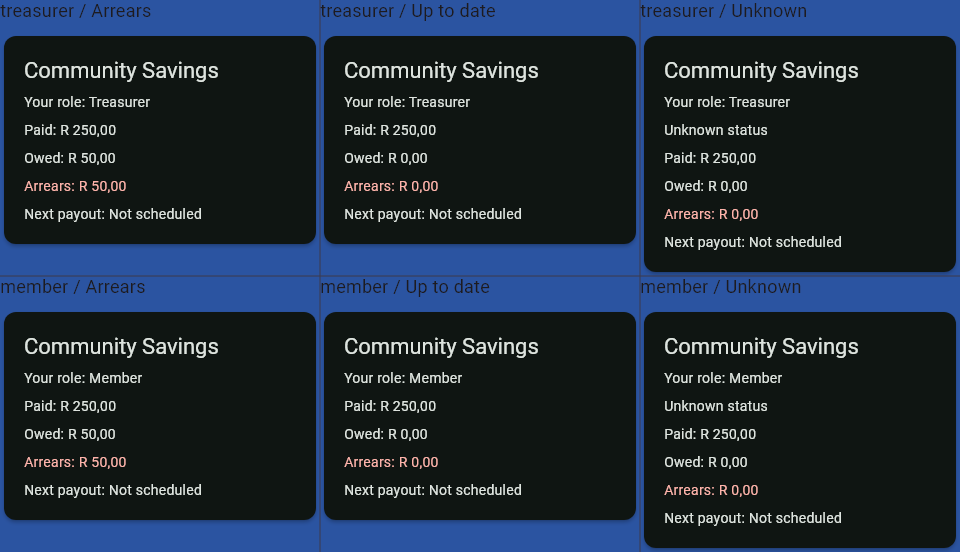 treasurer / Arrears
Community Savings
Your role: Treasurer
Paid: R 250,00
Owed: R 50,00
Arrears: R 50,00
Next payout: Not scheduled
treasurer / Up to date
Community Savings
Your role: Treasurer
Paid: R 250,00
Owed: R 0,00
Arrears: R 0,00
Next payout: Not scheduled
treasurer / Unknown
Community Savings
Your role: Treasurer
Unknown status
Paid: R 250,00
Owed: R 0,00
Arrears: R 0,00
Next payout: Not scheduled
member / Arrears
Community Savings
Your role: Member
Paid: R 250,00
Owed: R 50,00
Arrears: R 50,00
Next payout: Not scheduled
member / Up to date
Community Savings
Your role: Member
Paid: R 250,00
Owed: R 0,00
Arrears: R 0,00
Next payout: Not scheduled
member / Unknown
Community Savings
Your role: Member
Unknown status
Paid: R 250,00
Owed: R 0,00
Arrears: R 0,00
Next payout: Not scheduled